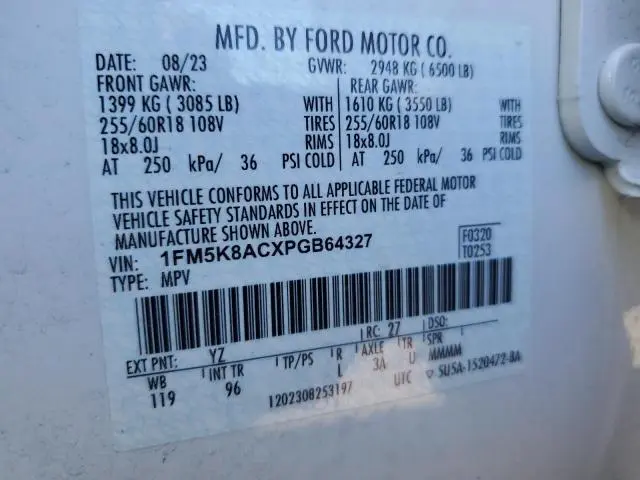 MFD. BY FORD MOTOR CO.
DATE: 08/23 GVWR: 2948 KG ( 6500 LB)
FRONT GAWR: REAR GAWR:
1399 KG ( 3085 LB) WITH 1610 KG ( 3550 LB) WITH
255/60R18 108V TIRES 255/60R18 108V TIRES
18x8.0J RIMS 18x8.0J RIMS
AT 250 kPa/ 36 PSI COLD AT 250 kPa/ 36 PSI COLD
THIS VEHICLE CONFORMS TO ALL APPLICABLE FEDERAL MOTOR
VEHICLE SAFETY STANDARDS IN EFFECT ON THE DATE OF
MANUFACTURE SHOWN ABOVE.
VIN: 1FM5K8ACXPGB64327 F0320
TYPE: MPV T0253
EXT PNT: YZ RC: 27 DSO:
WB INT TR TP/PS R AXLE TR SPR
119 96 L 3A U MMMM
1202308253197 UTC ▽ 5U5A-1520472-BA